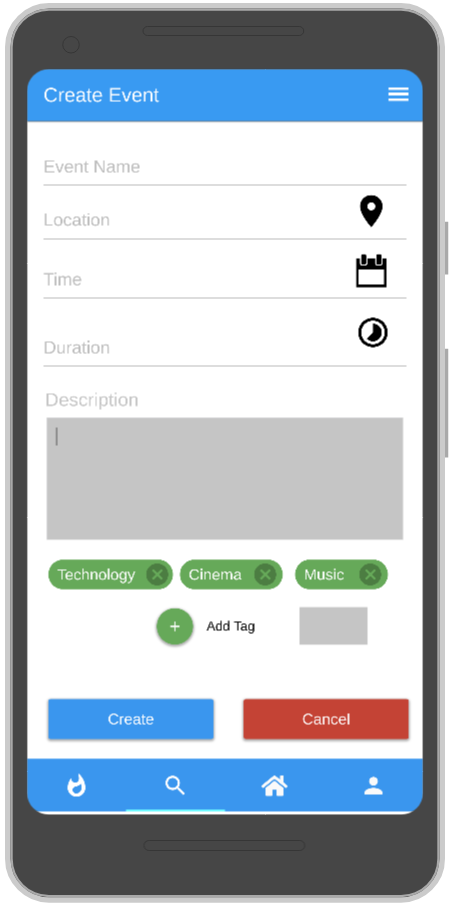 Create Event
Event Name
Location
Time
Duration
Description
Technology Cinema Music
+ Add Tag
Create Cancel